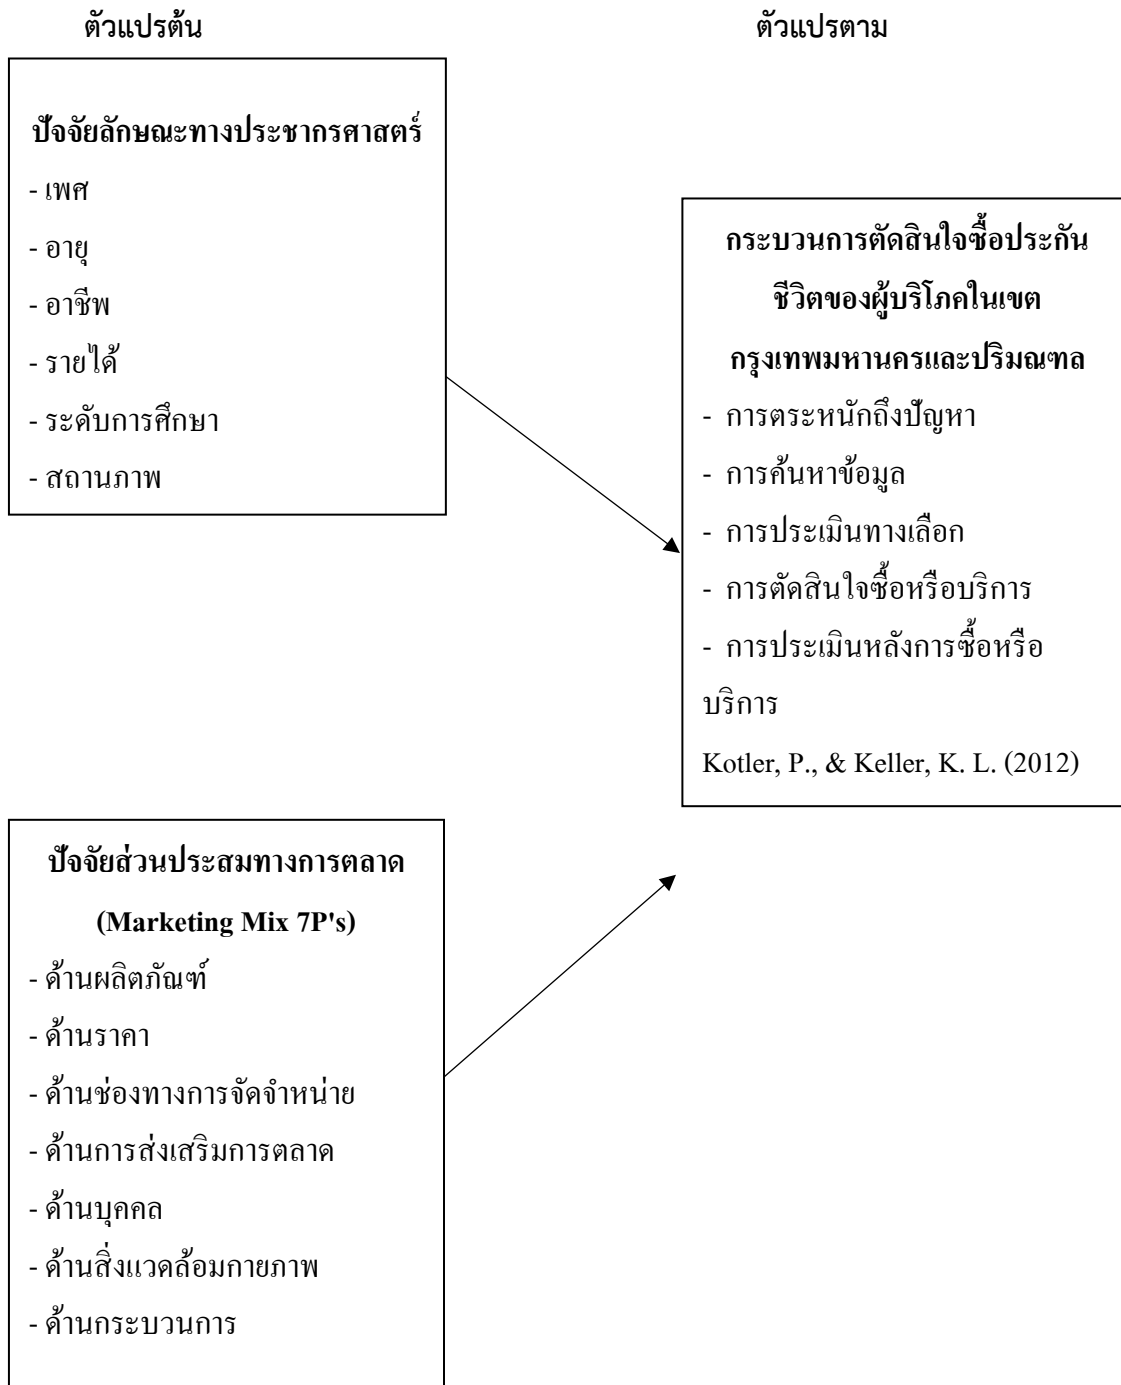 ตัวแปรต้น
ตัวแปรตาม
ปัจจัยลักษณะทางประชากรศาสตร์
- เพศ
- อายุ
- อาชีพ
- รายได้
- ระดับการศึกษา
- สถานภาพ
กระบวนการตัดสินใจซื้อประกัน
ชีวิตของผู้บริโภคในเขต
กรุงเทพมหานครและปริมณฑล
- การตระหนักถึงปัญหา
- การค้นหาข้อมูล
- การประเมินทางเลือก
- การตัดสินใจซื้อหรือบริการ
- การประเมินหลังการซื้อหรือ
บริการ
Kotler, P., & Keller, K. L. (2012)
ปัจจัยส่วนประสมทางการตลาด
(Marketing Mix 7P's)
- ด้านผลิตภัณฑ์
- ด้านราคา
- ด้านช่องทางการจัดจำหน่าย
- ด้านการส่งเสริมการตลาด
- ด้านบุคคล
- ด้านสิ่งแวดล้อมกายภาพ
- ด้านกระบวนการ